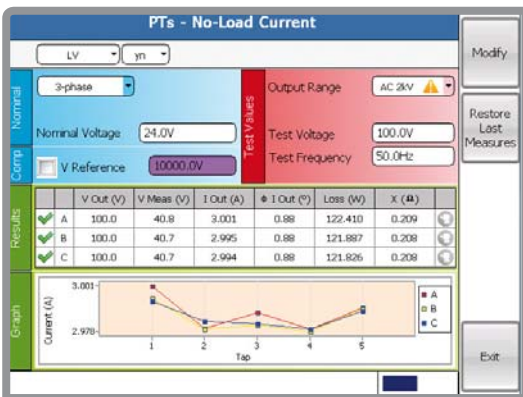 PTs - No-Load Current
LV yn
Modify
Nominal
3-phase
Nominal Voltage 24.0V
Comp
V Reference 10000.0V
Test Values
Output Range AC 2kV
Test Voltage 100.0V
Test Frequency 50.0Hz
Restore
Last
Measures
Results
V Out (V) V Meas (V) I Out (A) Φ I Out (º) Loss (W) X (Ω)
A 100.0 40.8 3.001 0.88 122.410 0.209
B 100.0 40.7 2.995 0.88 121.887 0.208
C 100.0 40.7 2.994 0.88 121.826 0.208
Graph
Current (A)
3.001
2.978
1 2 3 4 5
Tap
A
B
C
Exit